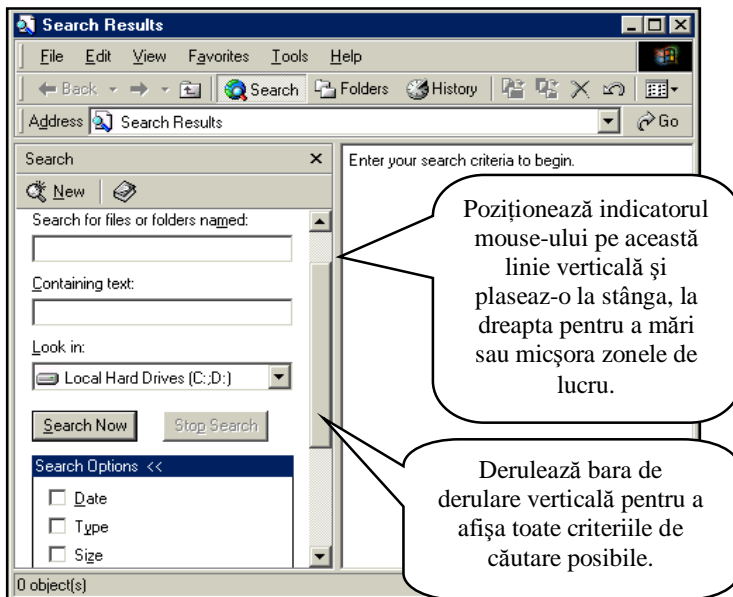 Search Results
File Edit View Favorites Tools Help
Back Search Folders History
Address Search Results Go
Search
Enter your search criteria to begin.
New
Search for files or folders named:
Containing text:
Look in:
Local Hard Drives (C:;D:)
Search Now Stop Search
Search Options <<
Date
Type
Size
0 object(s)
Poziționează indicatorul
mouse-ului pe această
linie verticală şi
plaseaz-o la stânga, la
dreapta pentru a mări
sau micşora zonele de
lucru.
Derulează bara de
derulare verticală pentru a
afişa toate criteriile de
căutare posibile.